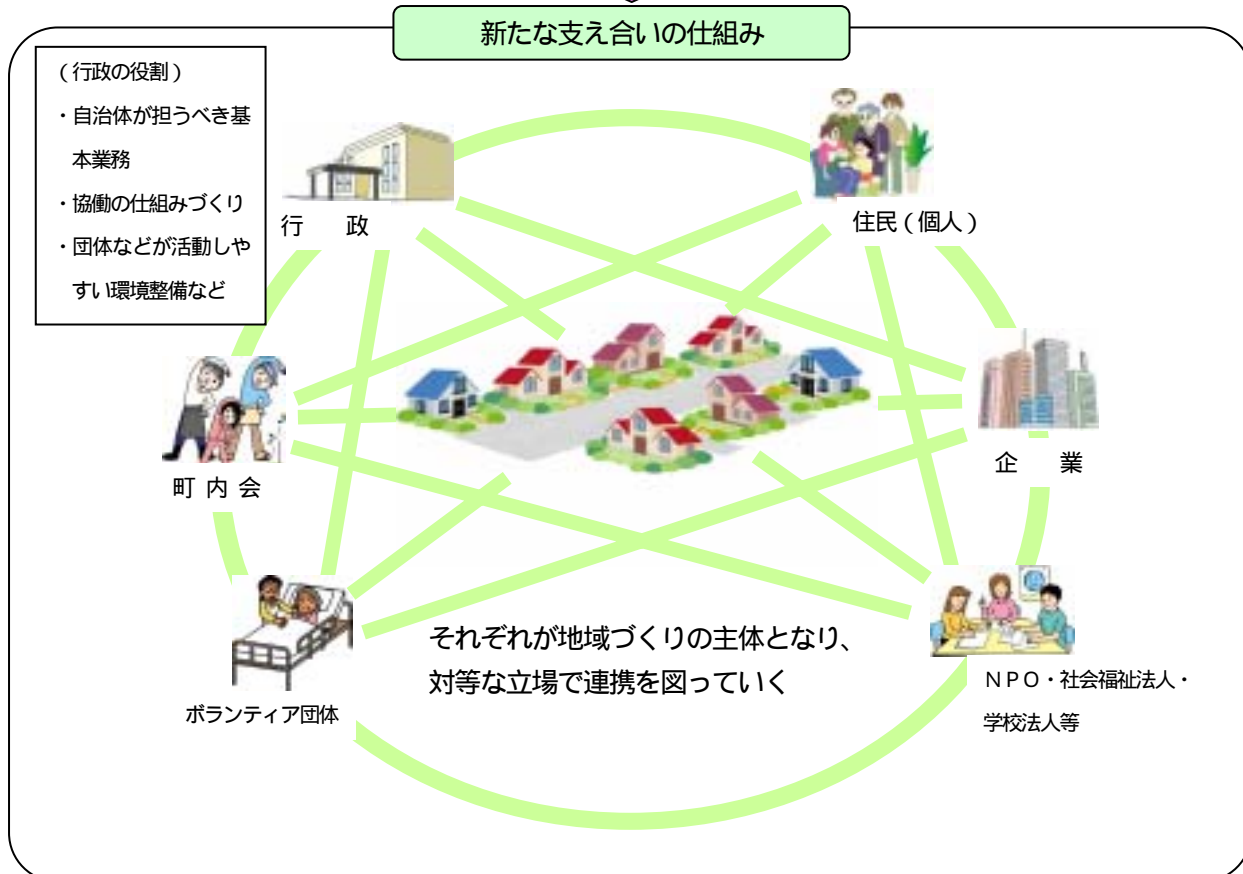 新たな支え合いの仕組み
（行政の役割）
・自治体が担うべき基
本業務
・協働の仕組みづくり
・団体などが活動しや
すい環境整備など
行　政
住民（個人）
町 内 会
企　業
それぞれが地域づくりの主体となり、
対等な立場で連携を図っていく
ボランティア団体
ＮＰＯ・社会福祉法人・
学校法人等